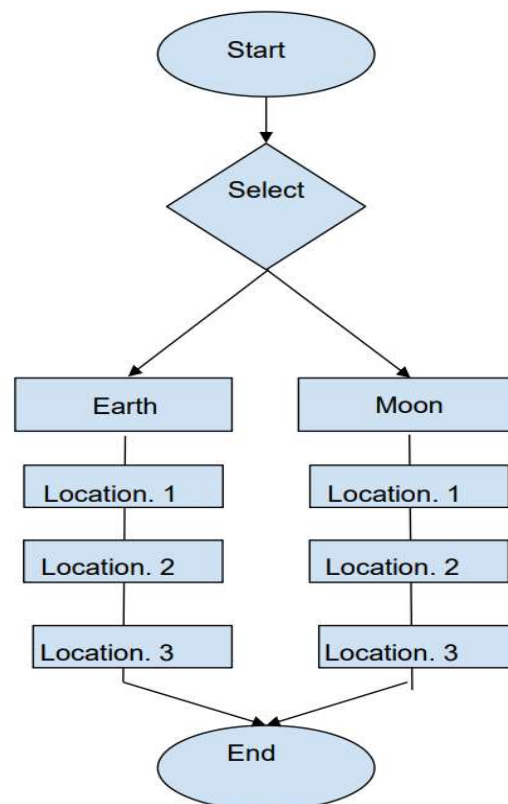 Start
Select
Earth
Moon
Location. 1
Location. 1
Location. 2
Location. 2
Location. 3
Location. 3
End